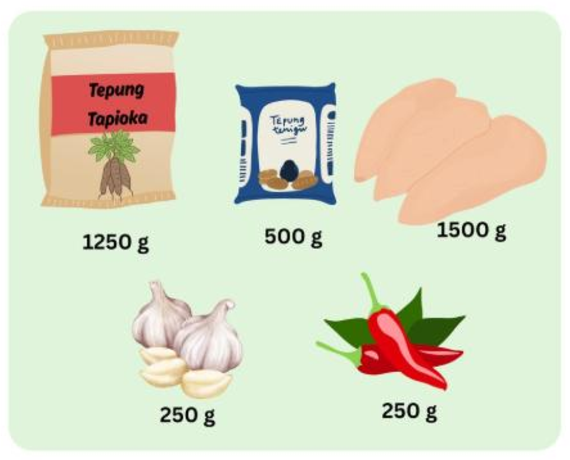 Tepung
Tapioka
Tepung
terigu
1250 g
500 g
1500 g
250 g
250 g